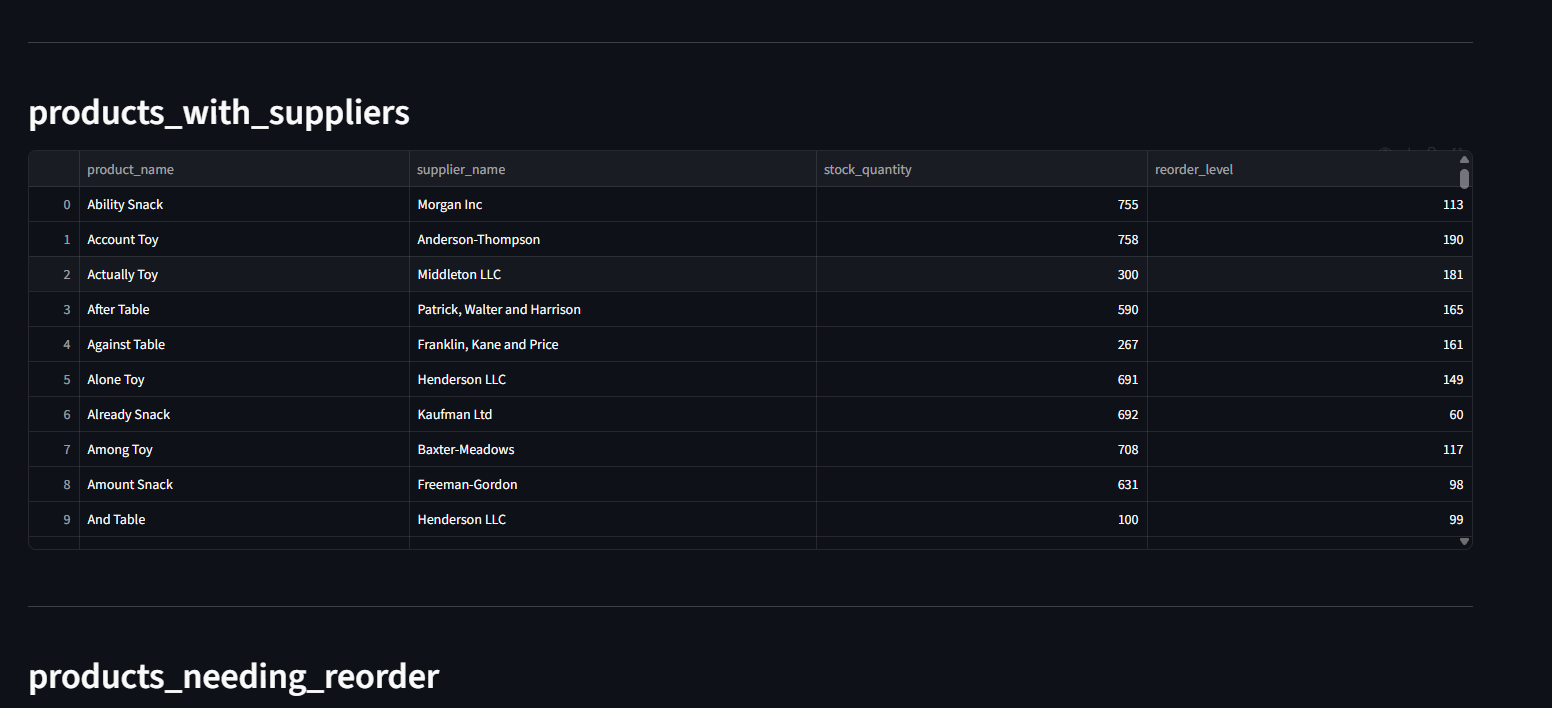 products_with_suppliers
product_name supplier_name stock_quantity reorder_level
0 Ability Snack Morgan Inc 755 113
1 Account Toy Anderson-Thompson 758 190
2 Actually Toy Middleton LLC 300 181
3 After Table Patrick, Walter and Harrison 590 165
4 Against Table Franklin, Kane and Price 267 161
5 Alone Toy Henderson LLC 691 149
6 Already Snack Kaufman Ltd 692 60
7 Among Toy Baxter-Meadows 708 117
8 Amount Snack Freeman-Gordon 631 98
9 And Table Henderson LLC 100 99
products_needing_reorder